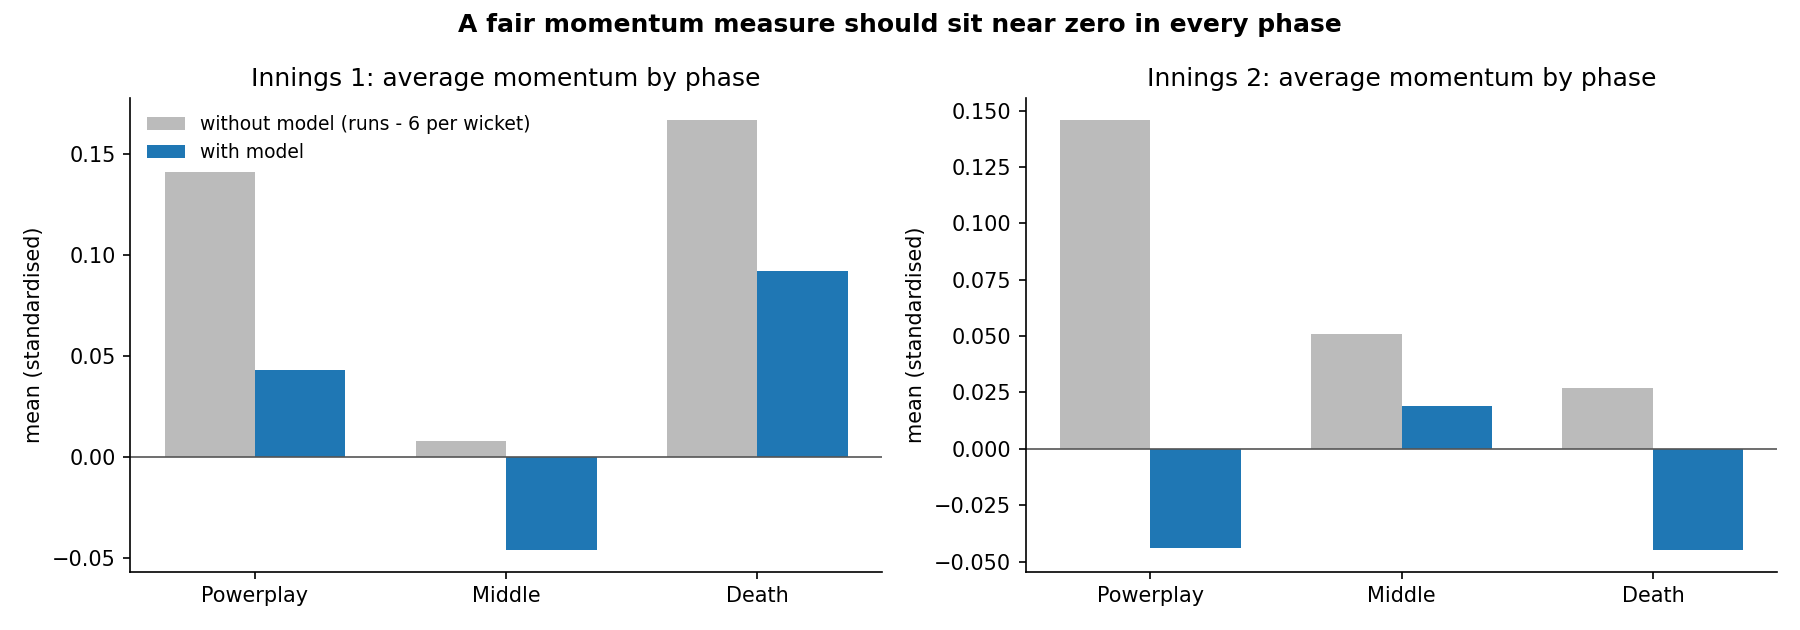 A fair momentum measure should sit near zero in every phase
Innings 1: average momentum by phase
without model (runs - 6 per wicket)
with model
mean (standardised)
0.15
0.10
0.05
0.00
−0.05
Powerplay
Middle
Death
Innings 2: average momentum by phase
mean (standardised)
0.150
0.125
0.100
0.075
0.050
0.025
0.000
−0.025
−0.050
Powerplay
Middle
Death